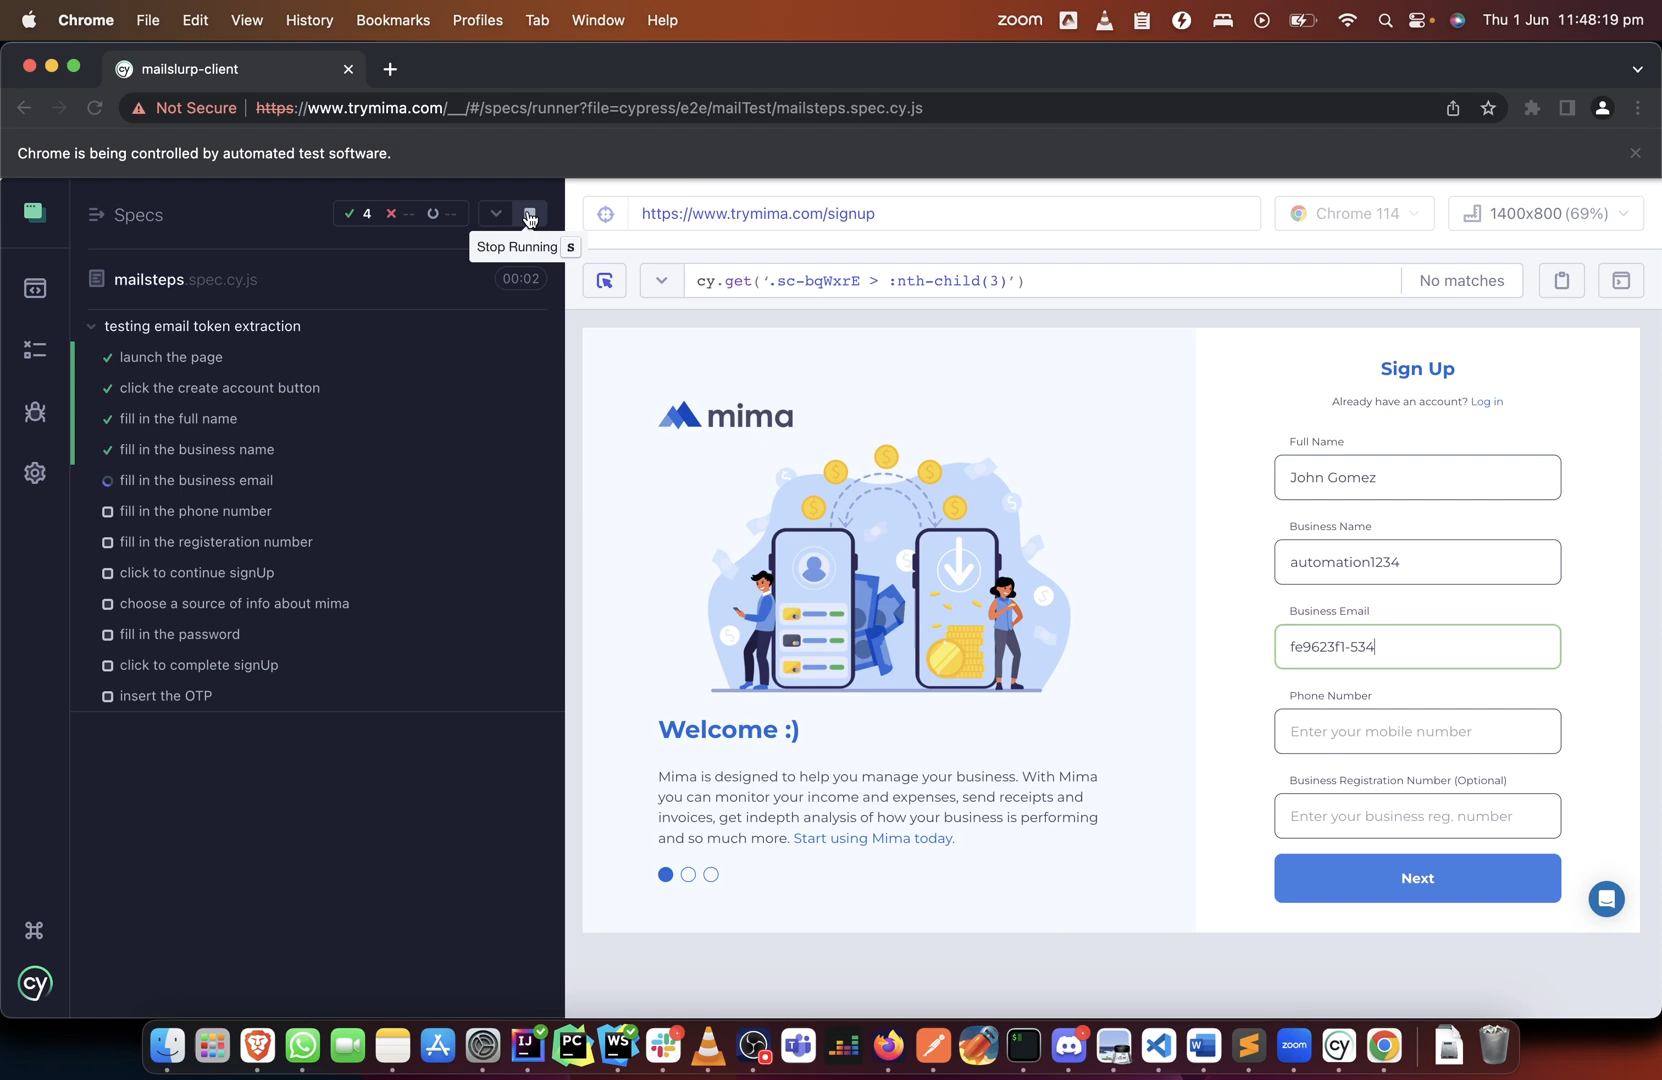 Chrome File Edit View History Bookmarks Profiles Tab Window Help zoom Thu 1 Jun 11:48:19 pm
mailslurp-client
Not Secure https://www.trymima.com/__/#/specs/runner?file=cypress/e2e/mailTest/mailsteps.spec.cy.js
Chrome is being controlled by automated test software.
Specs 4 -- --
Stop Running S
https://www.trymima.com/signup Chrome 114 1400x800 (69%)
cy.get('.sc-bqWxrE > :nth-child(3)') No matches
mailsteps.spec.cy.js 00:02
testing email token extraction
launch the page
click the create account button
fill in the full name
fill in the business name
fill in the business email
fill in the phone number
fill in the registeration number
click to continue signUp
choose a source of info about mima
fill in the password
click to complete signUp
insert the OTP
mima
Welcome :)
Mima is designed to help you manage your business. With Mima
you can monitor your income and expenses, send receipts and
invoices, get indepth analysis of how your business is performing
and so much more. Start using Mima today.
Sign Up
Already have an account? Log in
Full Name
John Gomez
Business Name
automation1234
Business Email
fe9623f1-534
Phone Number
Enter your mobile number
Business Registration Number (Optional)
Enter your business reg. number
Next
cy
IJ PC WS zoom cy